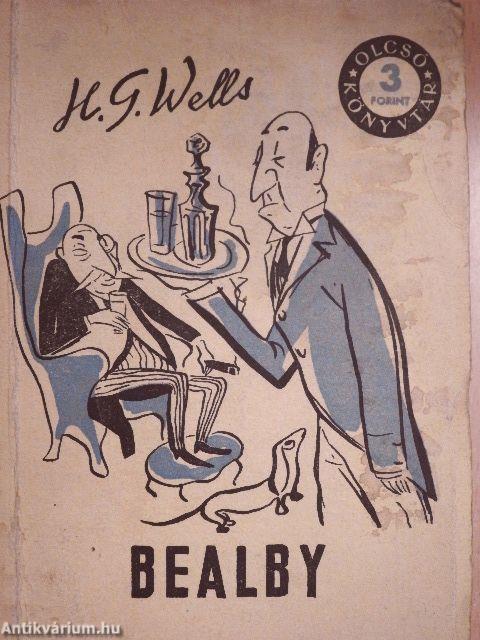 H. G. Wells
OLCSÓ
3
FORINT
KÖNYVTÁR
BEALBY
Antikvárium.hu